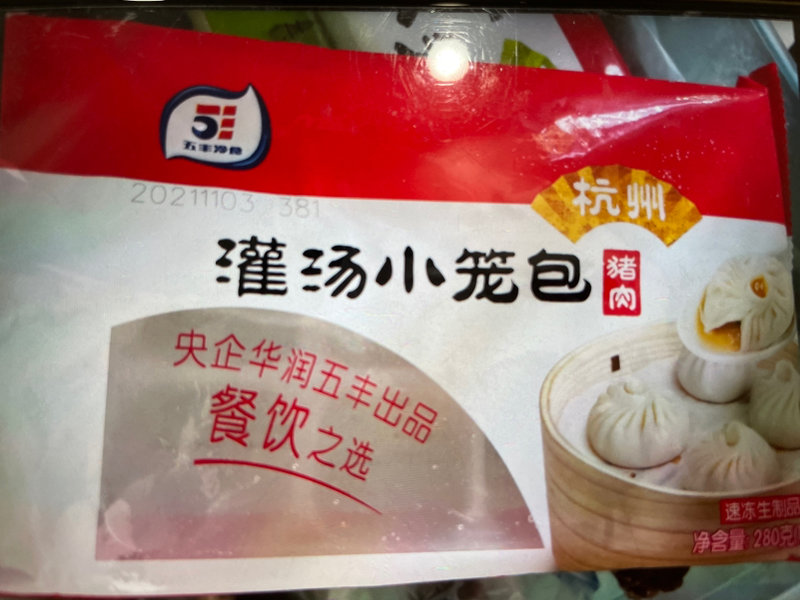 五丰冷食
20211103 381
杭州
灌汤小笼包
猪肉
央企华润五丰出品
餐饮之选
速冻生制品
净含量 280克